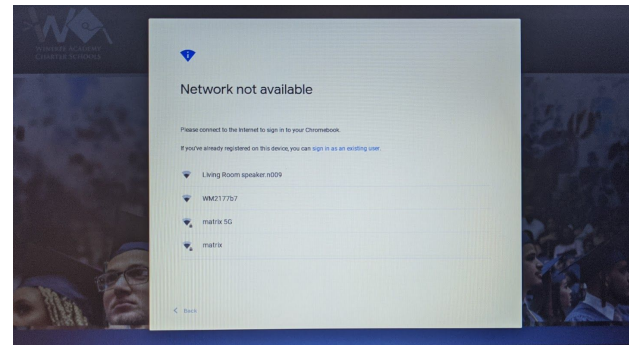 Network not available
Please connect to the Internet to sign in to your Chromebook.
If you've already registered on this device, you can sign in as an existing user.
Living Room speaker.n009
WM2177b7
matrix 5G
matrix
Back
CHARTER SCHOOLS